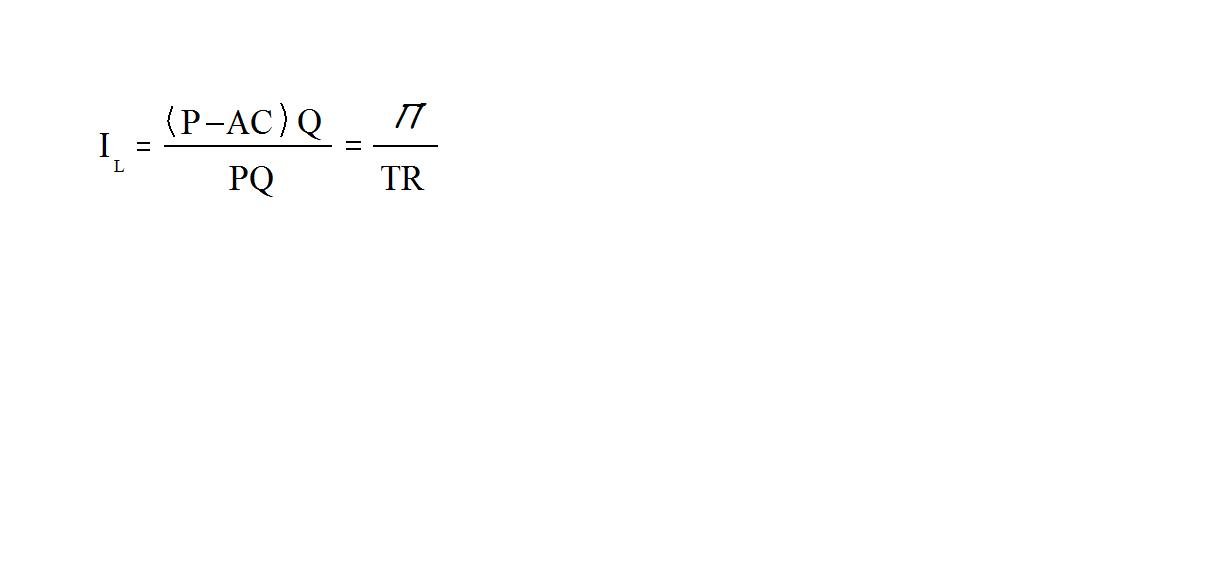 I_L = (P−AC)Q / PQ = Π / TR